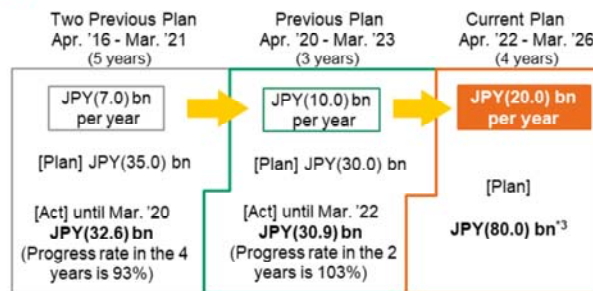 Two Previous Plan
Apr. '16 - Mar. '21
(5 years)
JPY(7.0) bn
per year
[Plan] JPY(35.0) bn
[Act] until Mar. '20
JPY(32.6) bn
(Progress rate in the 4
years is 93%)
Previous Plan
Apr. '20 - Mar. '23
(3 years)
JPY(10.0) bn
per year
[Plan] JPY(30.0) bn
[Act] until Mar. '22
JPY(30.9) bn
(Progress rate in the 2
years is 103%)
Current Plan
Apr. '22 - Mar. '26
(4 years)
JPY(20.0) bn
per year
[Plan]
JPY(80.0) bn*3